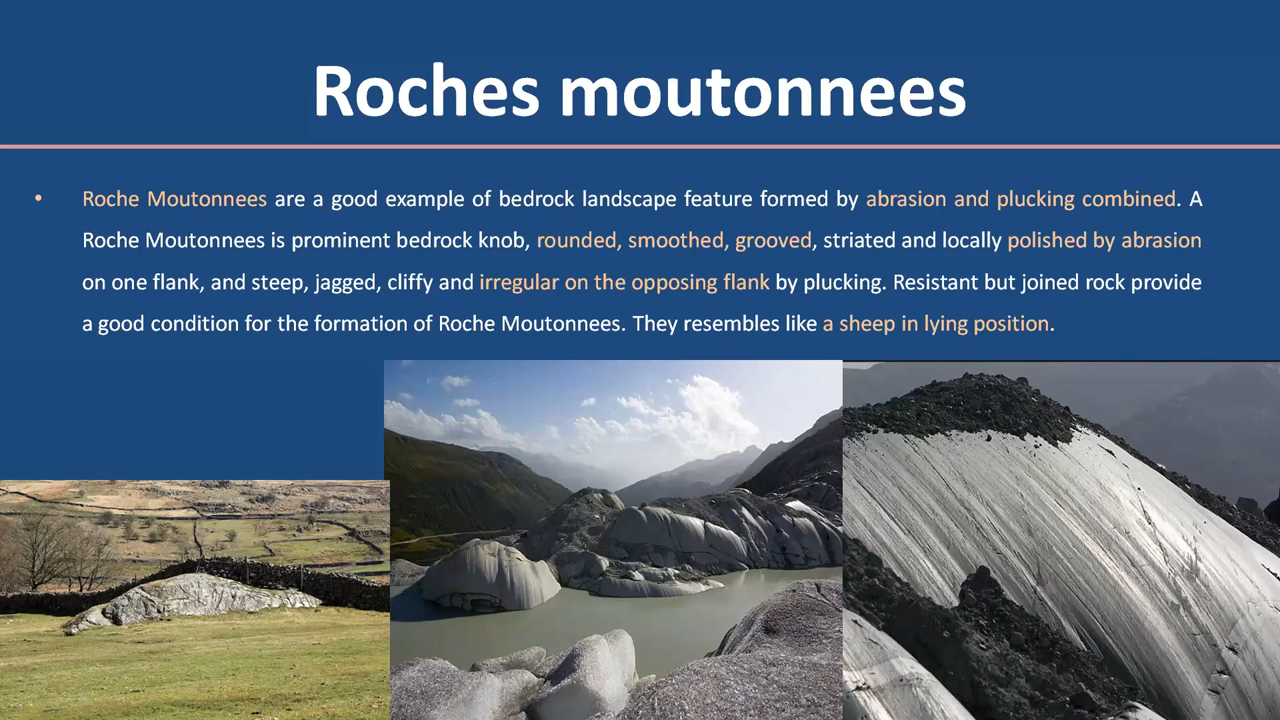 Roches moutonnees
• Roche Moutonnees are a good example of bedrock landscape feature formed by abrasion and plucking combined. A
Roche Moutonnees is prominent bedrock knob, rounded, smoothed, grooved, striated and locally polished by abrasion
on one flank, and steep, jagged, cliffy and irregular on the opposing flank by plucking. Resistant but joined rock provide
a good condition for the formation of Roche Moutonnees. They resembles like a sheep in lying position.